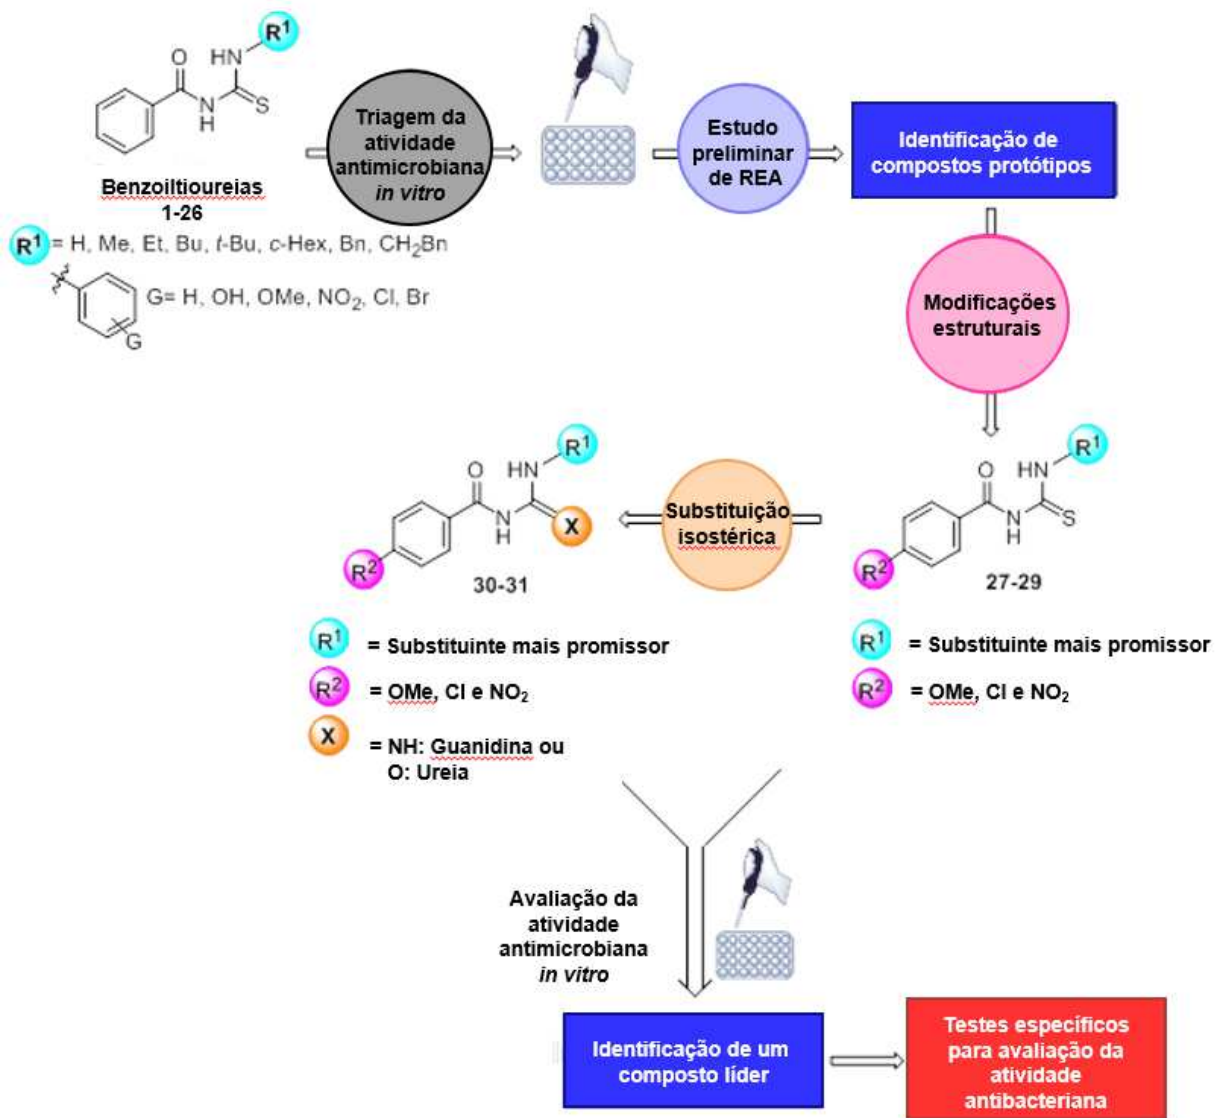 R¹
HN
O
N
H
S
Benzoiltioureias
1-26
R¹ = H, Me, Et, Bu, t-Bu, c-Hex, Bn, CH₂Bn
G= H, OH, OMe, NO₂, Cl, Br
G
Triagem da
atividade
antimicrobiana
in vitro
Estudo
preliminar
de REA
Identificação de
compostos protótipos
Modificações
estruturais
R¹
HN
O
N
H
S
R²
27-29
R¹ = Substituinte mais promissor
R² = OMe, Cl e NO₂
Substituição
isostérica
R¹
HN
O
N
H
X
R²
30-31
R¹ = Substituinte mais promissor
R² = OMe, Cl e NO₂
X = NH: Guanidina ou
O: Ureia
Avaliação da
atividade
antimicrobiana
in vitro
Identificação de um
composto líder
Testes específicos
para avaliação da
atividade
antibacteriana